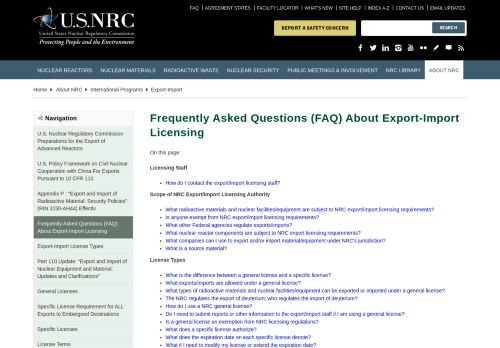 FAQ | AGREEMENT STATES | FACILITY LOCATOR | WHAT'S NEW | SITE HELP | INDEX A-Z | CONTACT US | EMAIL UPDATES
U.S.NRC
United States Nuclear Regulatory Commission
Protecting People and the Environment
REPORT A SAFETY CONCERN
SEARCH
NUCLEAR REACTORS NUCLEAR MATERIALS RADIOACTIVE WASTE NUCLEAR SECURITY PUBLIC MEETINGS & INVOLVEMENT NRC LIBRARY ABOUT NRC
Home About NRC International Programs Export-Import
Navigation
U.S. Nuclear Regulatory Commission
Preparations for the Export of
Advanced Reactors
U.S. Policy Framework on Civil Nuclear
Cooperation with China For Exports
Pursuant to 10 CFR 110
Appendix P : "Export and Import of
Radioactive Material: Security Policies"
(RIN 3150-AH44) Effectiv
Frequently Asked Questions (FAQ)
About Export-Import Licensing
Export-Import License Types
Part 110 Update: "Export and Import of
Nuclear Equipment and Material:
Updates and Clarifications"
General Licenses
Specific License Requirement for ALL
Exports to Embargoed Destinations
Specific Licenses
License Terms
Frequently Asked Questions (FAQ) About Export-Import
Licensing
On this page:
Licensing Staff
How do I contact the export/import licensing staff?
Scope of NRC Export/Import Licensing Authority
What radioactive materials and nuclear facilities/equipment are subject to NRC export/import licensing requirements?
Is anyone exempt from NRC export/import licensing requirements?
What other Federal agencies regulate exports/imports?
What nuclear reactor components are subject to NRC import licensing requirements?
What companies can I use to export and/or import material/equipment under NRC's jurisdiction?
What is a source material?
License Types
What is the difference between a general license and a specific license?
What exports/imports are allowed under a general license?
What types of radioactive materials and nuclear facilities/equipment can be exported or imported under a general license?
The NRC regulates the export of deuterium; who regulates the import of deuterium?
How do I use a NRC general license?
Do I need to submit reports or other information to the export/import staff if I am using a general license?
Is a general license an exemption from NRC licensing regulations?
What does a specific license authorize?
What does the expiration date on each specific license denote?
What if I need to modify my license or extend the expiration date?